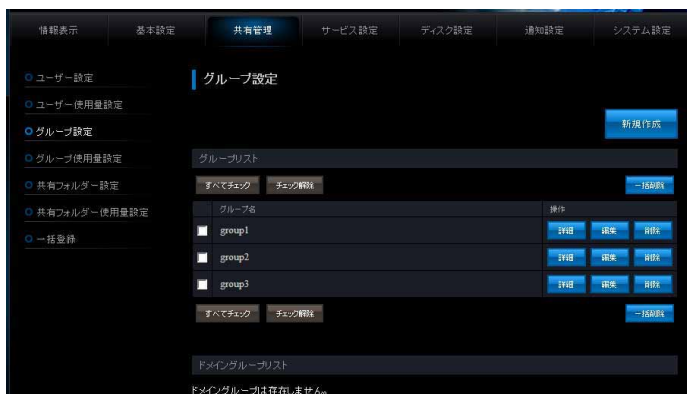 情報表示 基本設定 共有管理 サービス設定 ディスク設定 通知設定 システム設定
ユーザー設定
ユーザー使用量設定
グループ設定
グループ使用量設定
共有フォルダー設定
共有フォルダー使用量設定
一括登録
グループ設定
新規作成
グループリスト
すべてチェック チェック解除 一括削除
グループ名 操作
group1 詳細 編集 削除
group2 詳細 編集 削除
group3 詳細 編集 削除
すべてチェック チェック解除 一括削除
ドメイングループリスト
ドメイングループは存在しません。